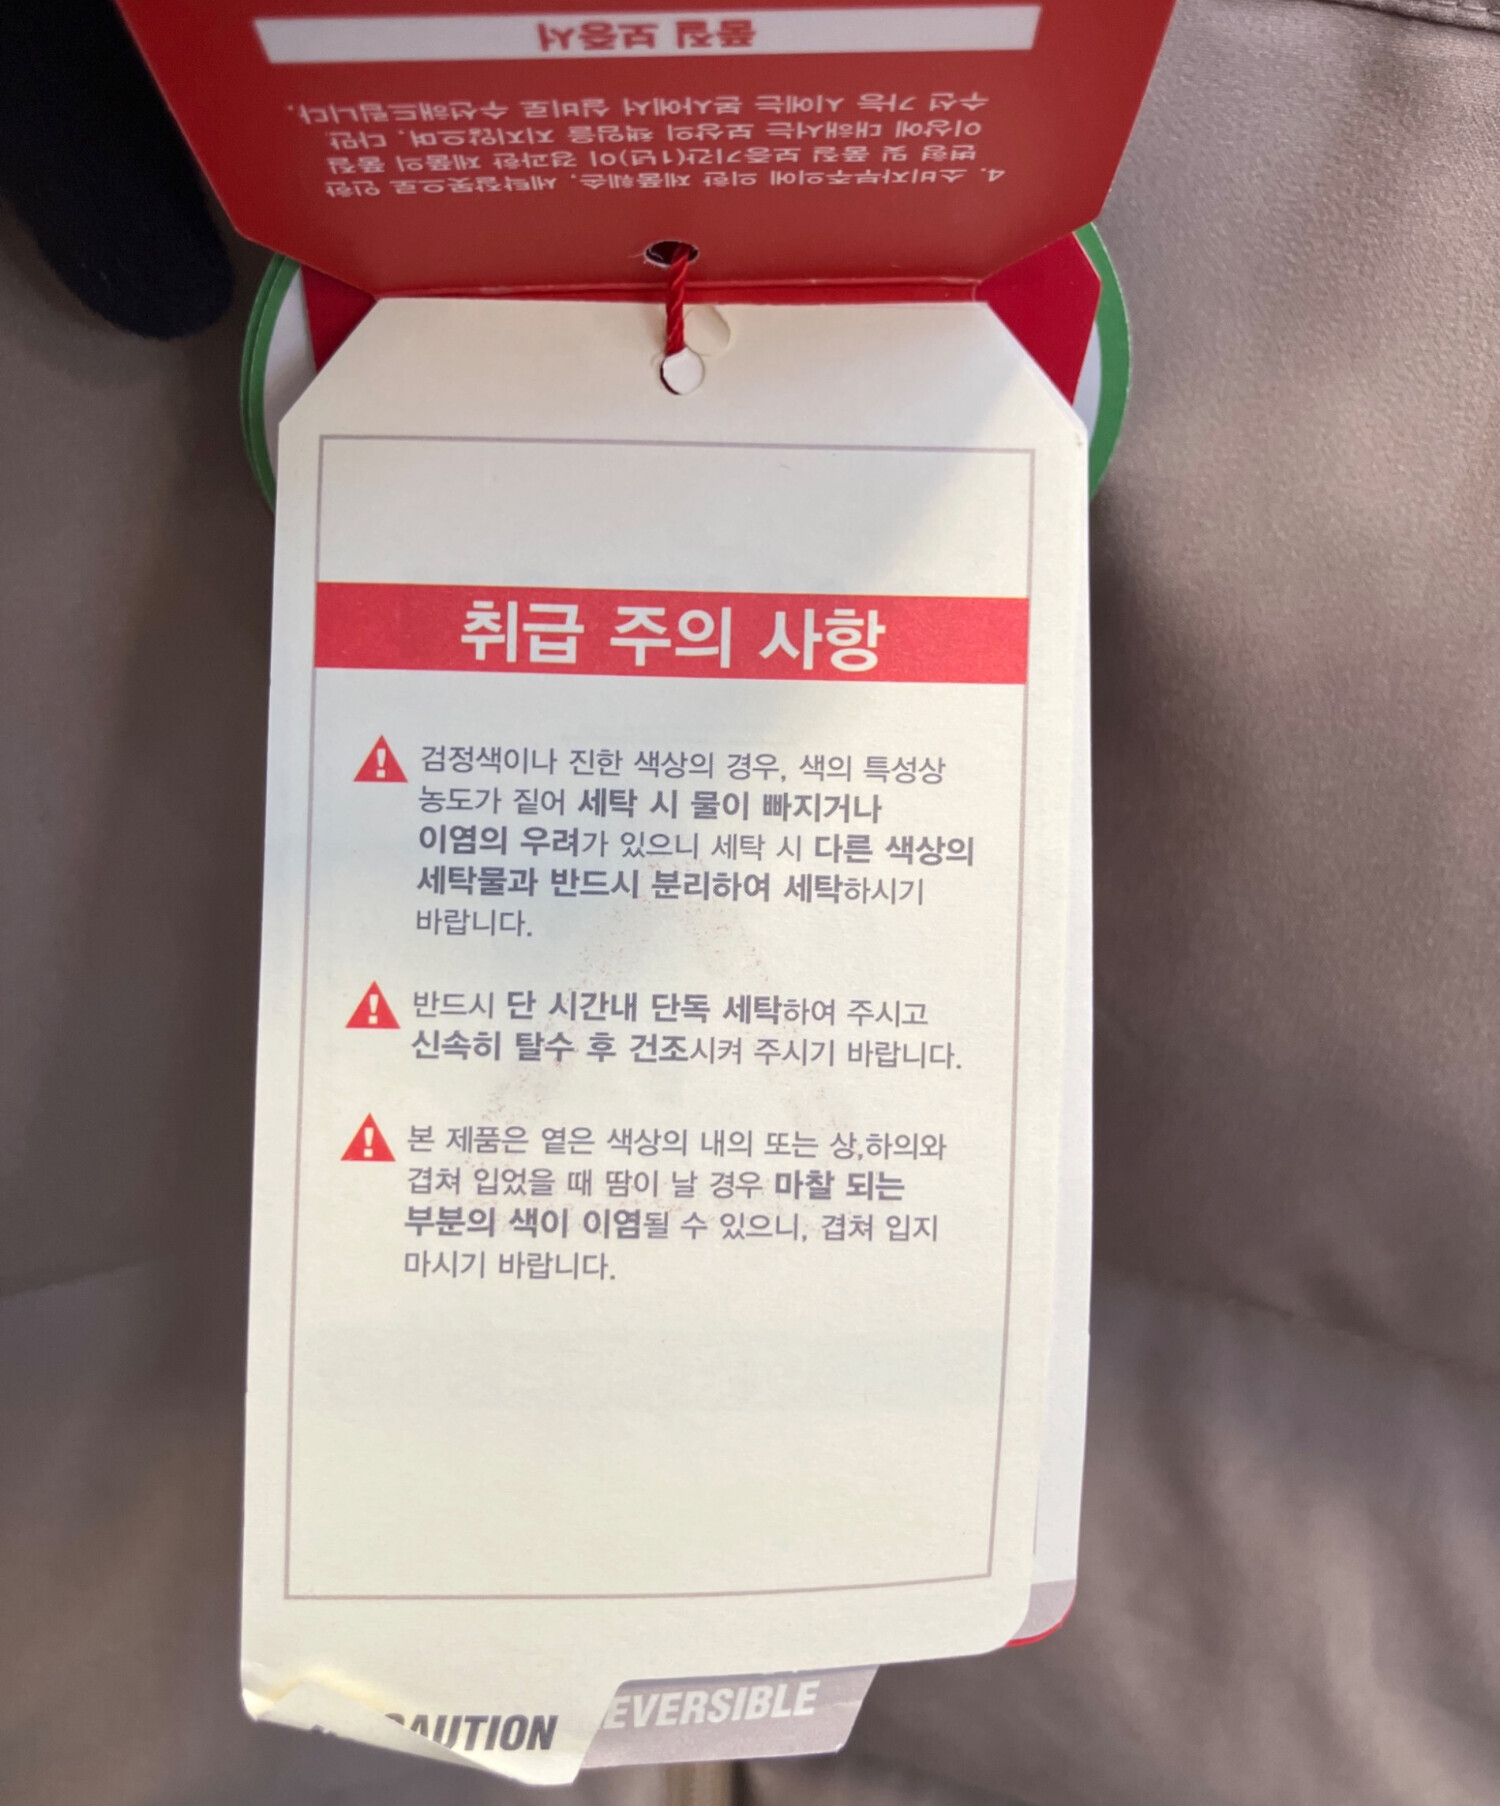 품질 보증서
4. 소비자부주의에 의한 제품훼손, 세탁잘못으로 인한
변형 및 품질 보증기간(1년)이 경과한 제품의 품질
이상에 대해서는 보상의 책임을 지지않으며, 다만
수선 가능 시에는 본사에서 실비로 수선해드립니다.
취급 주의 사항
검정색이나 진한 색상의 경우, 색의 특성상
농도가 짙어 세탁 시 물이 빠지거나
이염의 우려가 있으니 세탁 시 다른 색상의
세탁물과 반드시 분리하여 세탁하시기
바랍니다.
반드시 단 시간내 단독 세탁하여 주시고
신속히 탈수 후 건조시켜 주시기 바랍니다.
본 제품은 옅은 색상의 내의 또는 상,하의와
겹쳐 입었을 때 땀이 날 경우 마찰 되는
부분의 색이 이염될 수 있으니, 겹쳐 입지
마시기 바랍니다.
CAUTION
EVERSIBLE